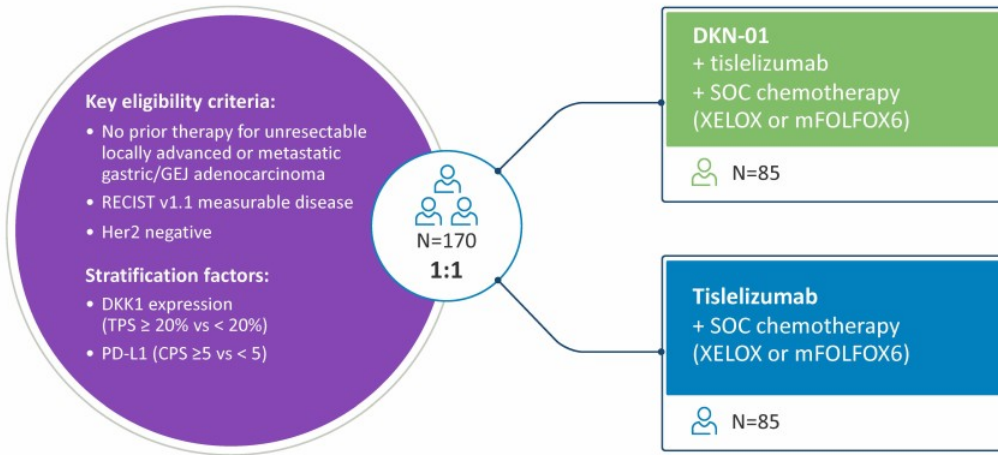 Key eligibility criteria:
• No prior therapy for unresectable
locally advanced or metastatic
gastric/GEJ adenocarcinoma
• RECIST v1.1 measurable disease
• Her2 negative
Stratification factors:
• DKK1 expression
(TPS ≥ 20% vs < 20%)
• PD-L1 (CPS ≥5 vs < 5)
N=170
1:1
DKN-01
+ tislelizumab
+ SOC chemotherapy
(XELOX or mFOLFOX6)
N=85
Tislelizumab
+ SOC chemotherapy
(XELOX or mFOLFOX6)
N=85